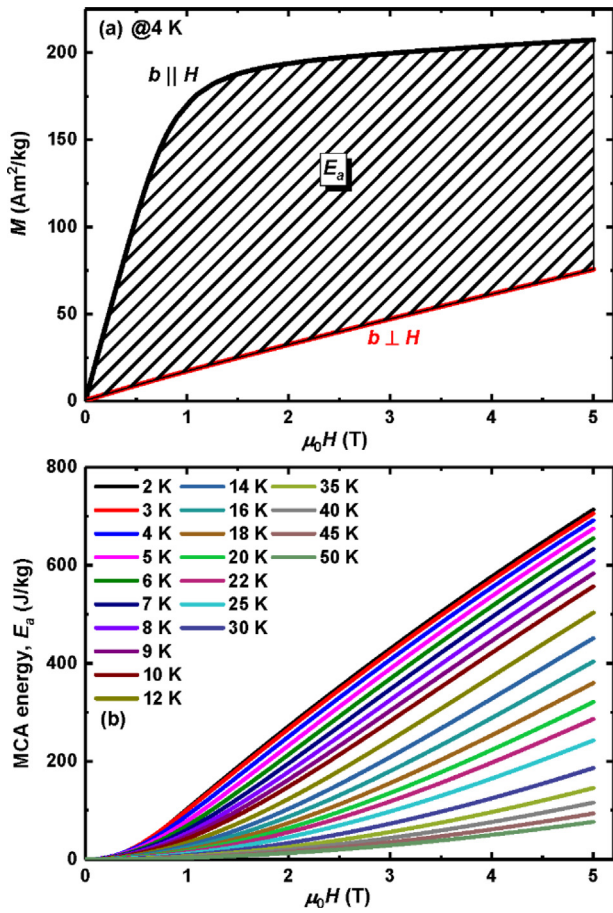 (a) @4 K
b || H
E_a
b ⊥ H
M (Am²/kg)
200
150
100
50
0
0 1 2 3 4 5
μ₀H (T)
MCA energy, E_a (J/kg)
800
600
400
200
0
2 K 14 K 35 K
3 K 16 K 40 K
4 K 18 K 45 K
5 K 20 K 50 K
6 K 22 K
7 K 25 K
8 K 30 K
9 K
10 K
12 K
(b)
0 1 2 3 4 5
μ₀H (T)